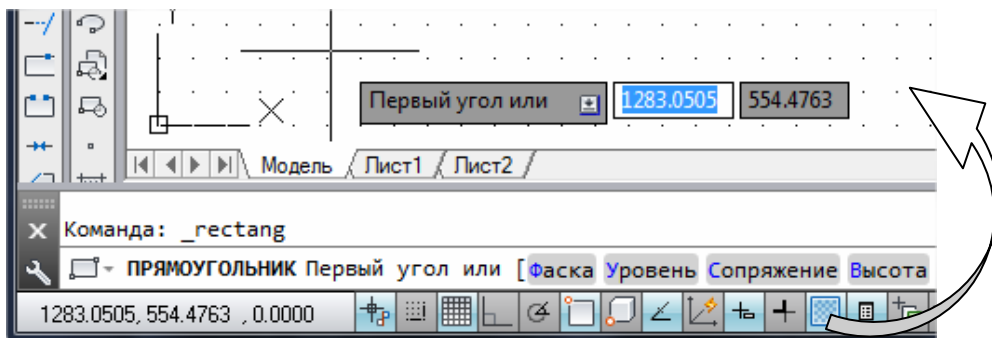 Первый угол или 1283.0505 554.4763
Модель Лист1 Лист2
Команда: _rectang
ПРЯМОУГОЛЬНИК Первый угол или [Фаска Уровень Сопряжение Высота
1283.0505, 554.4763 , 0.0000